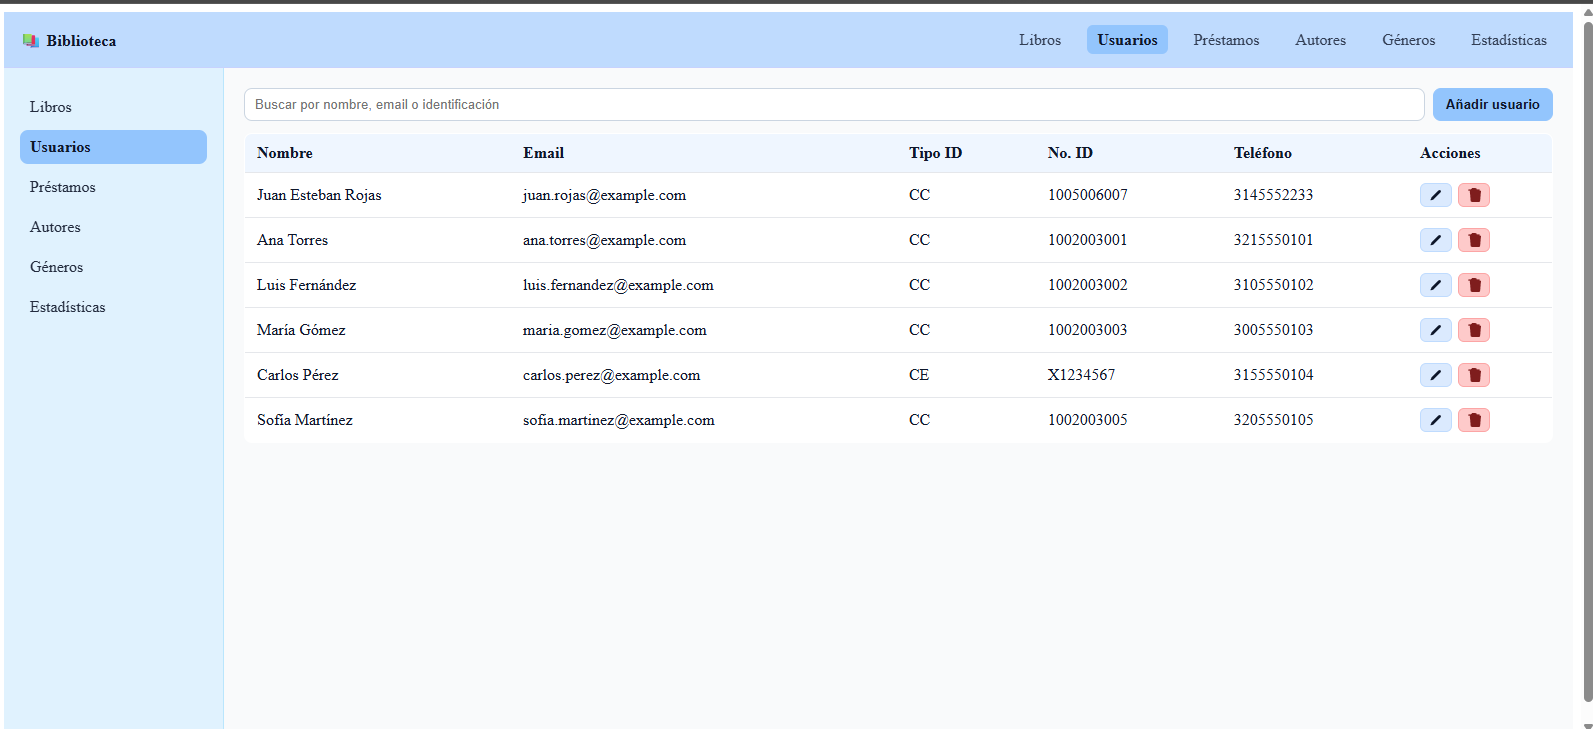 Biblioteca
Libros Usuarios Préstamos Autores Géneros Estadísticas
Libros
Usuarios
Préstamos
Autores
Géneros
Estadísticas
Buscar por nombre, email o identificación Añadir usuario
Nombre Email Tipo ID No. ID Teléfono Acciones
Juan Esteban Rojas juan.rojas@example.com CC 1005006007 3145552233
Ana Torres ana.torres@example.com CC 1002003001 3215550101
Luis Fernández luis.fernandez@example.com CC 1002003002 3105550102
María Gómez maria.gomez@example.com CC 1002003003 3005550103
Carlos Pérez carlos.perez@example.com CE X1234567 3155550104
Sofía Martínez sofia.martinez@example.com CC 1002003005 3205550105